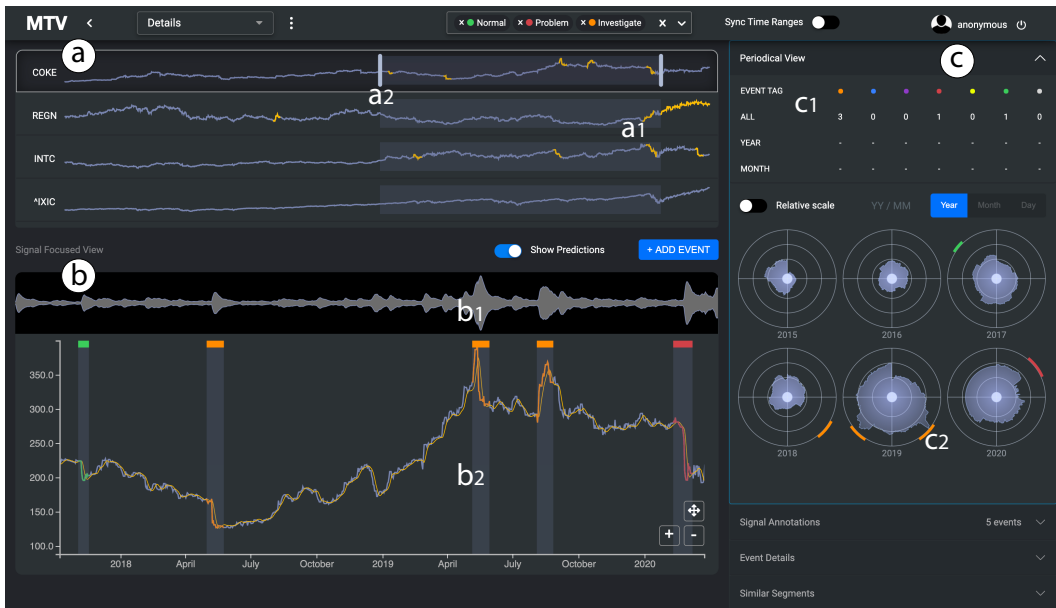 MTV
Details
x Normal x Problem x Investigate x
Sync Time Ranges
anonymous
a
COKE
a2
REGN
a1
INTC
^IXIC
Signal Focused View
Show Predictions
+ ADD EVENT
b
b1
350.0
300.0
250.0
200.0
150.0
100.0
b2
+ -
2018 April July October 2019 April July October 2020
Periodical View
c
EVENT TAG
c1
ALL 3 0 0 1 0 1 0
YEAR - - - - - - -
MONTH - - - - - - -
Relative scale YY / MM Year Month Day
2015 2016 2017
c2
2018 2019 2020
Signal Annotations 5 events
Event Details
Similar Segments